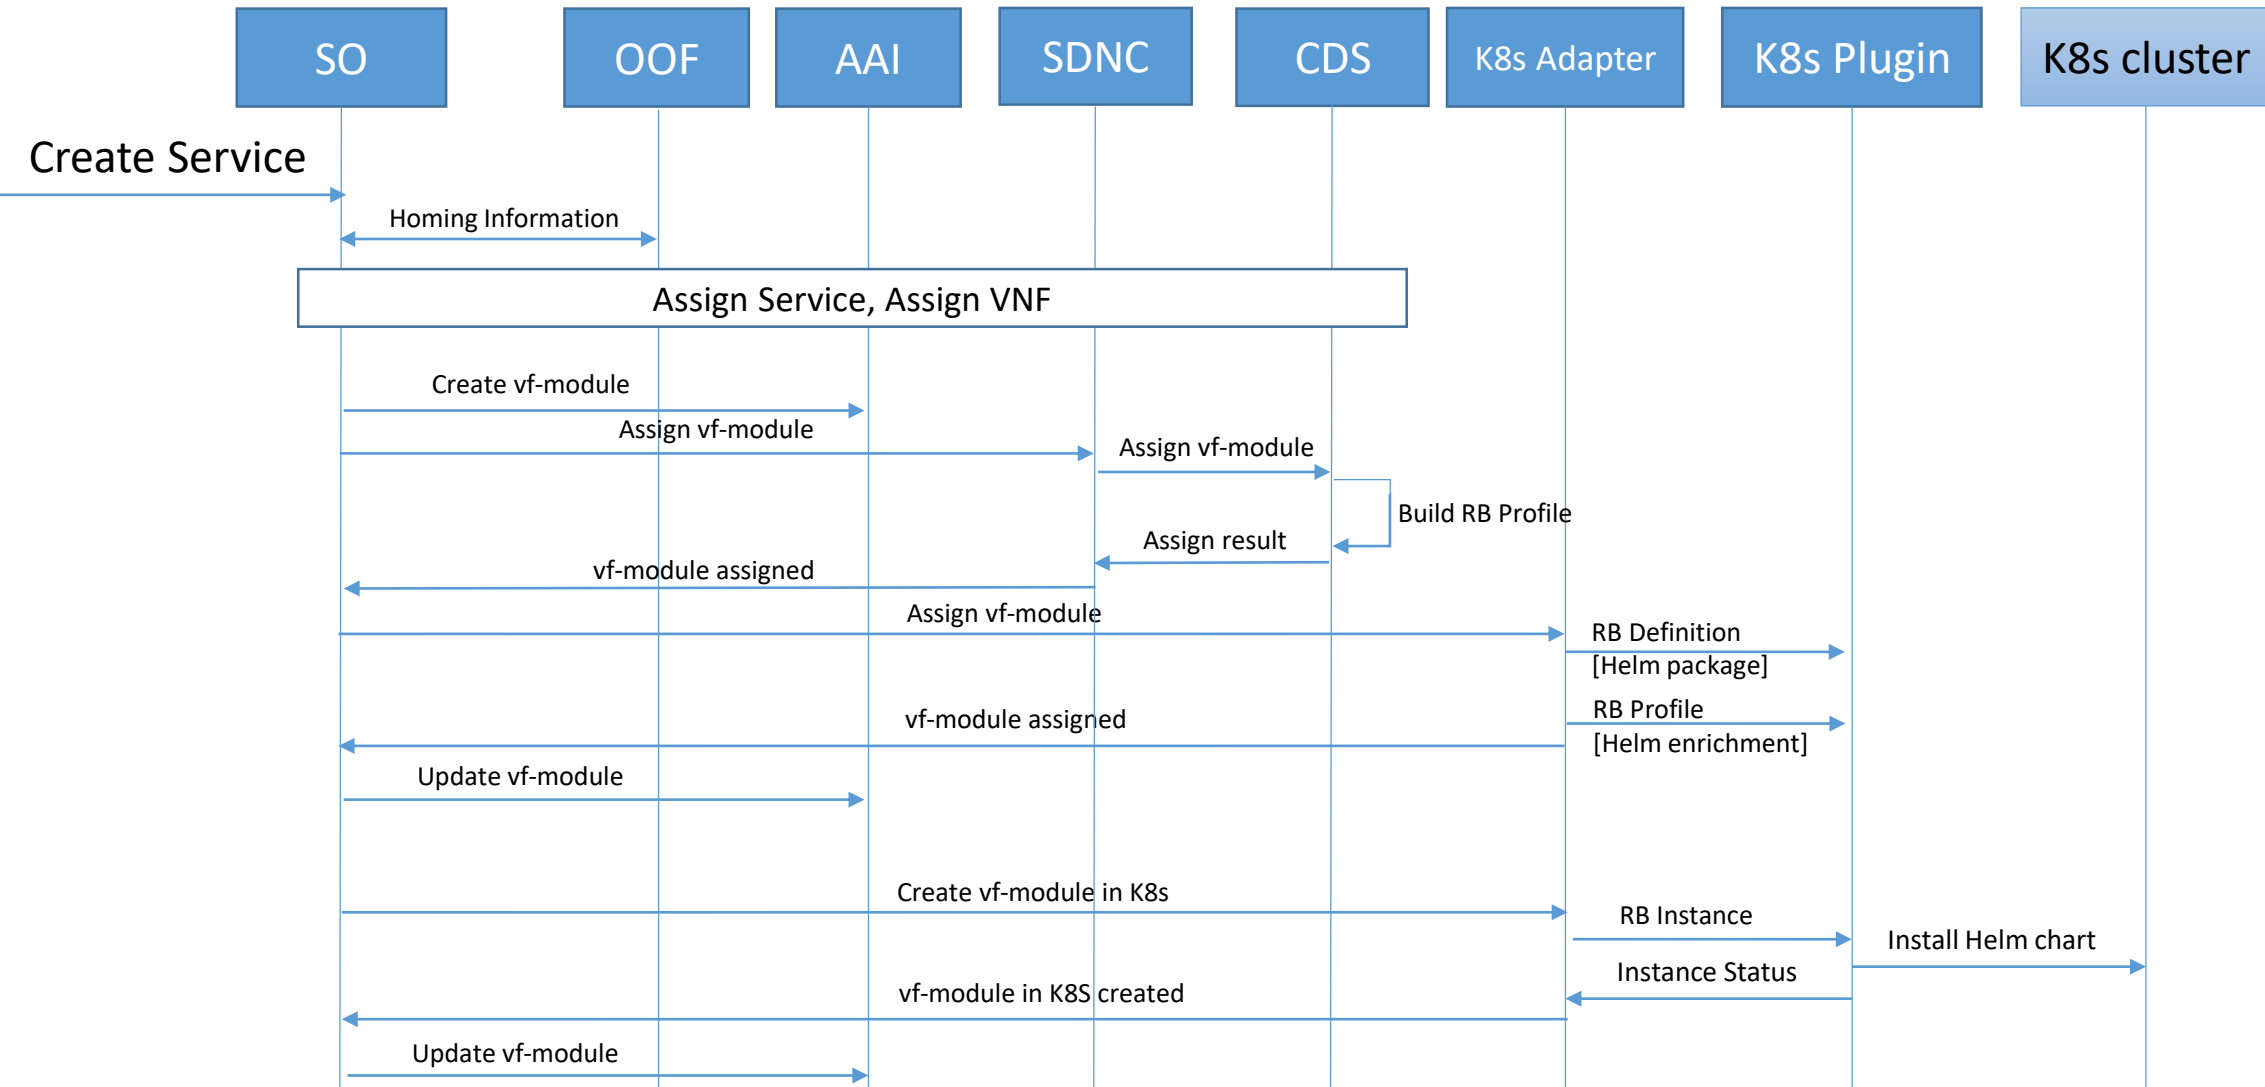 SO
OOF
AAI
SDNC
CDS
K8s Adapter
K8s Plugin
K8s cluster
Create Service
Homing Information
Assign Service, Assign VNF
Create vf-module
Assign vf-module
Assign vf-module
Build RB Profile
Assign result
vf-module assigned
Assign vf-module
RB Definition
[Helm package]
RB Profile
vf-module assigned
[Helm enrichment]
Update vf-module
Create vf-module in K8s
RB Instance
Install Helm chart
Instance Status
vf-module in K8S created
Update vf-module